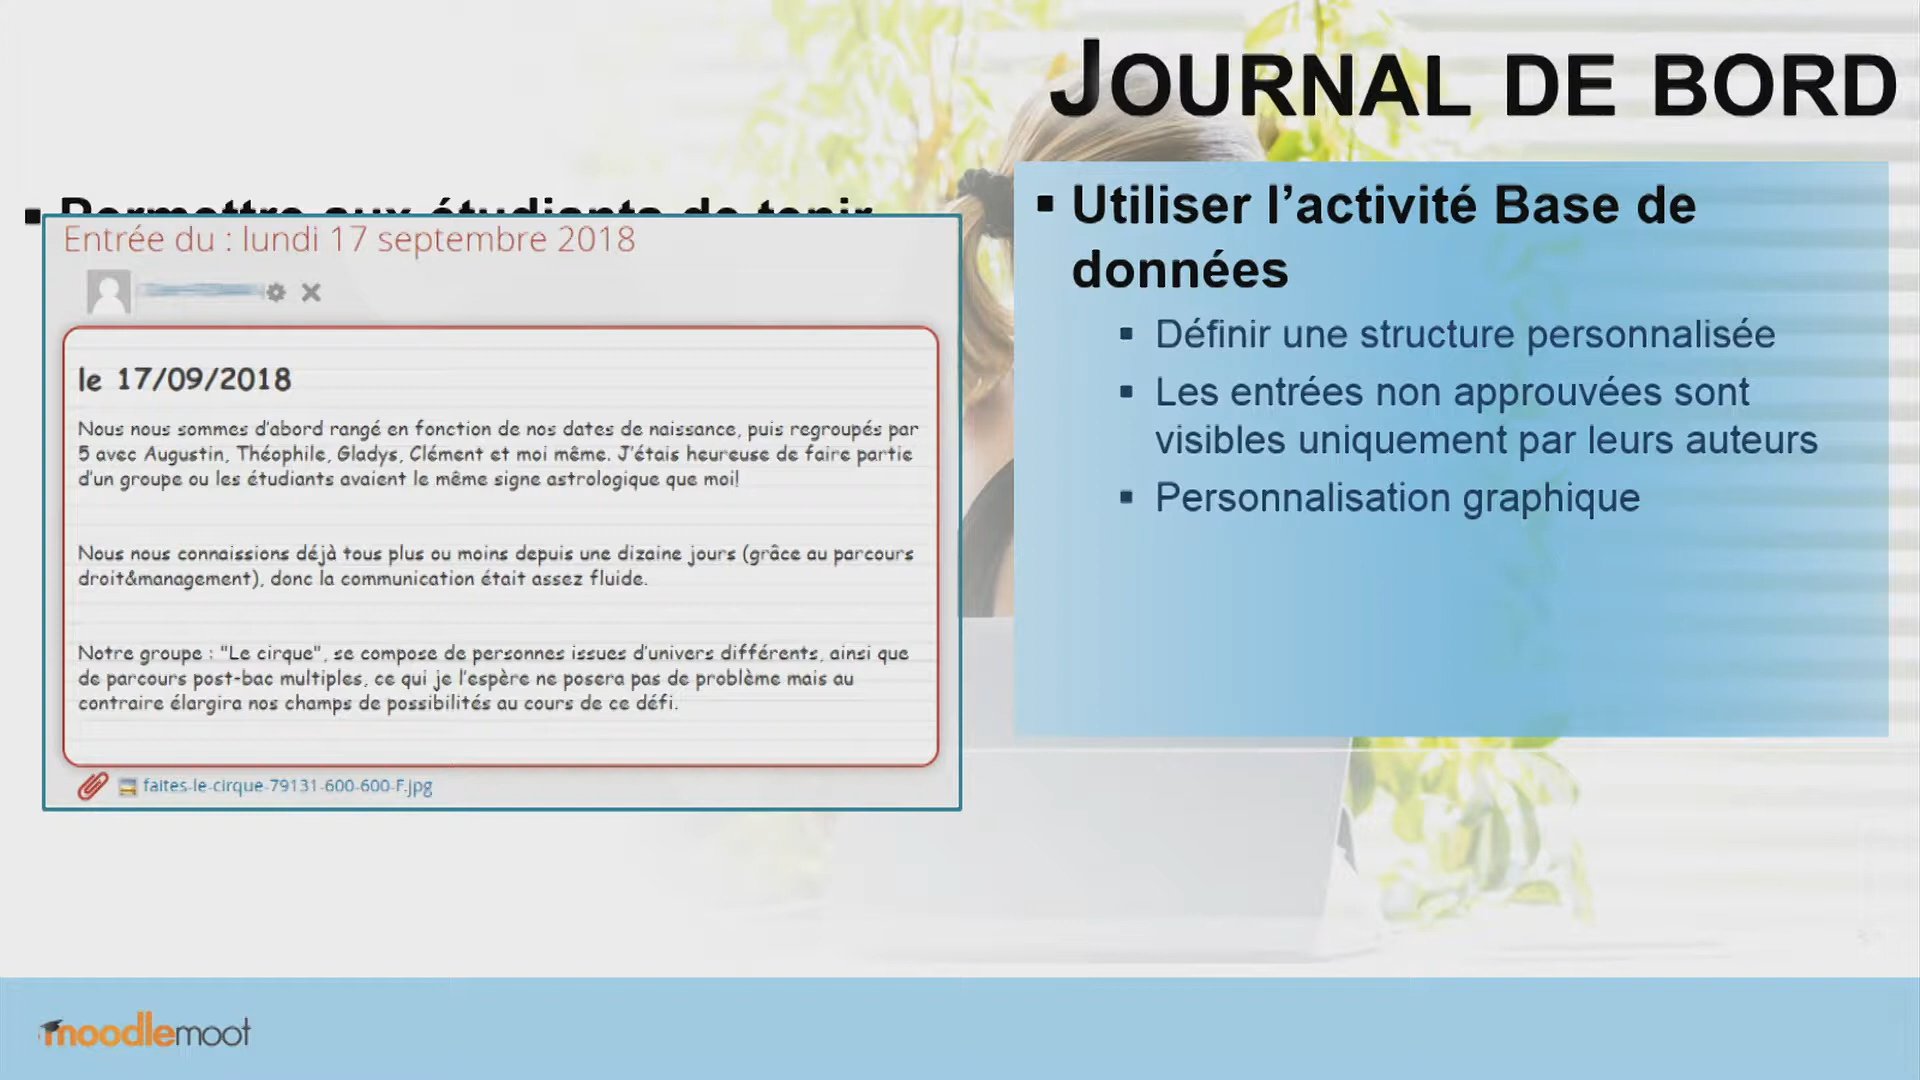 JOURNAL DE BORD
▪ Permettre aux étudiants de tenir
Entrée du : lundi 17 septembre 2018
le 17/09/2018
Nous nous sommes d'abord rangé en fonction de nos dates de naissance, puis regroupés par
5 avec Augustin, Théophile, Gladys, Clément et moi même. J'étais heureuse de faire partie
d'un groupe ou les étudiants avaient le même signe astrologique que moi!
Nous nous connaissions déjà tous plus ou moins depuis une dizaine jours (grâce au parcours
droit&management), donc la communication était assez fluide.
Notre groupe : "Le cirque", se compose de personnes issues d'univers différents, ainsi que
de parcours post-bac multiples, ce qui je l'espère ne posera pas de problème mais au
contraire élargira nos champs de possibilités au cours de ce défi.
faites-le-cirque-79131-600-600-F.jpg
▪ Utiliser l'activité Base de
données
▪ Définir une structure personnalisée
▪ Les entrées non approuvées sont
visibles uniquement par leurs auteurs
▪ Personnalisation graphique
moodlemoot